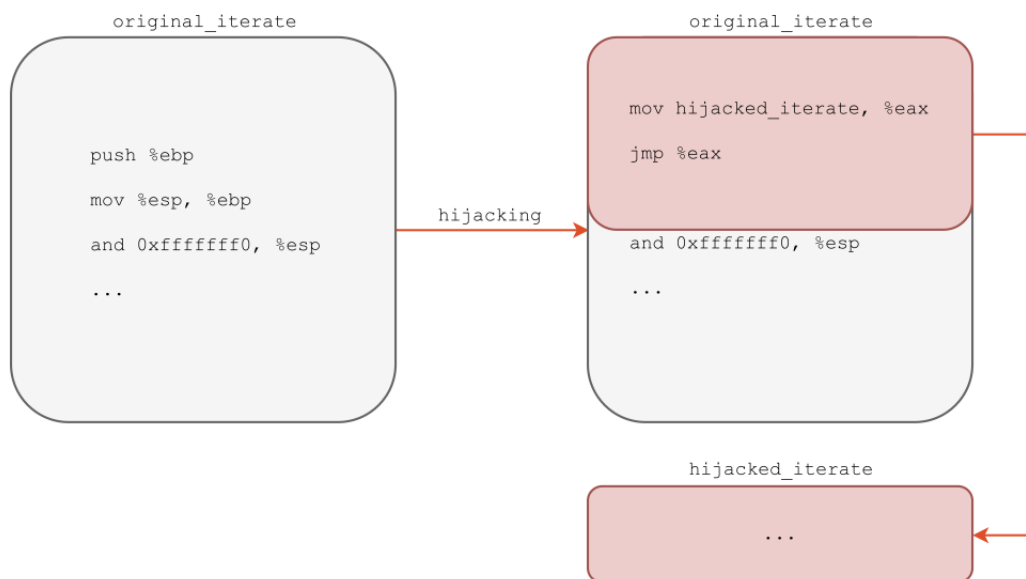 original_iterate
push %ebp
mov %esp, %ebp
and 0xfffffff0, %esp
...
hijacking
original_iterate
mov hijacked_iterate, %eax
jmp %eax
and 0xfffffff0, %esp
...
hijacked_iterate
...